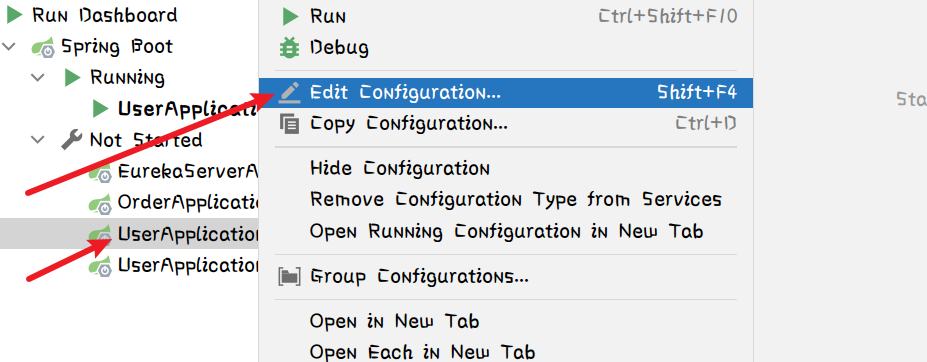 Run Dashboard
Spring Boot
Running
UserApplicati
Not Started
EurekaServerA
OrderApplicati
UserApplication
UserApplication
Run Ctrl+Shift+F10
Debug
Edit Configuration... Shift+F4
Copy Configuration... Ctrl+D
Hide Configuration
Remove Configuration Type from Services
Open Running Configuration in New Tab
Group Configurations...
Open in New Tab
Open Each in New Tab
Sta